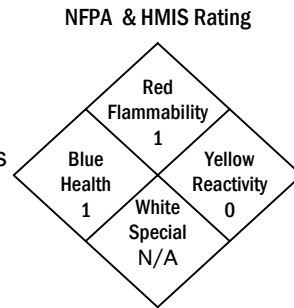 NFPA & HMIS Rating
Red
Flammability
1
S
Blue
Health
1
Yellow
Reactivity
0
White
Special
N/A